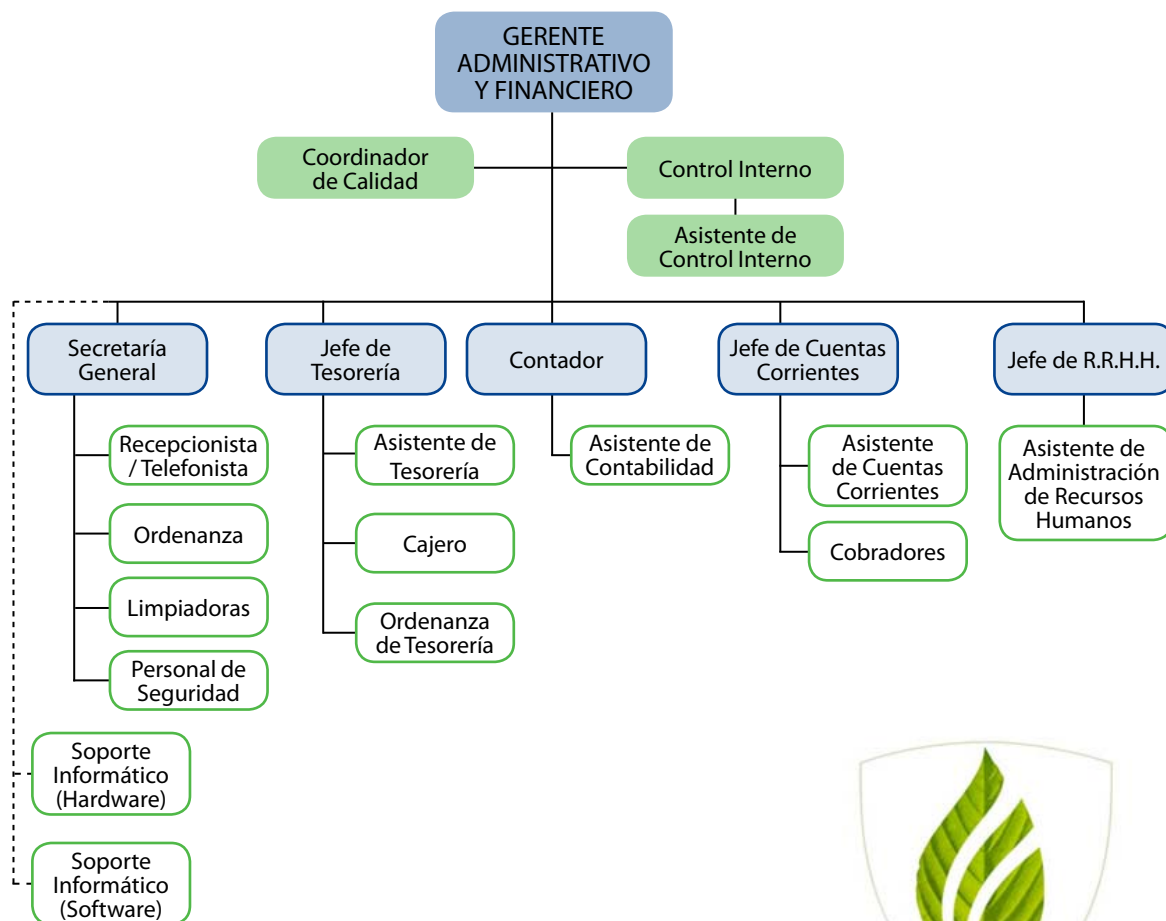 GERENTE
ADMINISTRATIVO
Y FINANCIERO
Coordinador
de Calidad
Control Interno
Asistente de
Control Interno
Secretaría
General
Jefe de
Tesorería
Contador
Jefe de Cuentas
Corrientes
Jefe de R.R.H.H.
Recepcionista
/ Telefonista
Ordenanza
Limpiadoras
Personal de
Seguridad
Asistente de
Tesorería
Cajero
Ordenanza
de Tesorería
Asistente de
Contabilidad
Asistente
de Cuentas
Corrientes
Cobradores
Asistente de
Administración
de Recursos
Humanos
Soporte
Informático
(Hardware)
Soporte
Informático
(Software)